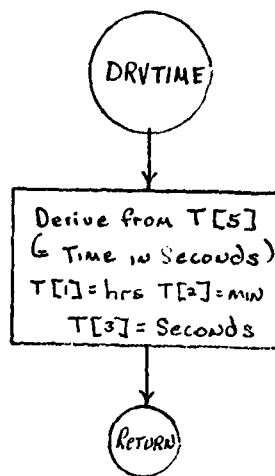 DRVTIME
Derive from T[5]
(= Time in Seconds)
T[1]=hrs T[2]=min
T[3]=Seconds
RETURN